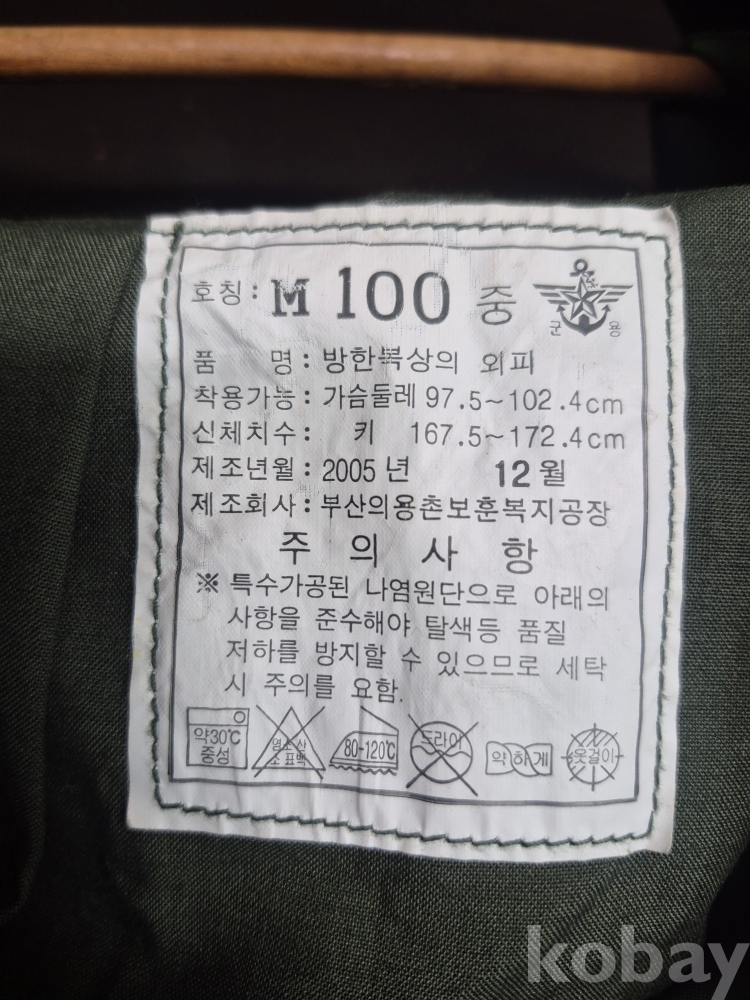 호칭: M 100 중
군 용
품 명: 방한복상의 외피
착용가능: 가슴둘레 97.5~102.4cm
신체치수: 키 167.5~172.4cm
제조년월: 2005년 12월
제조회사: 부산의용촌보훈복지공장
주 의 사 항
※ 특수가공된 나염원단으로 아래의
사항을 준수해야 탈색등 품질
저하를 방지할 수 있으므로 세탁
시 주의를 요함.
약30℃
중성
염소 산
소 표백
80-120℃
드라이
약하게
옷걸이
kobay